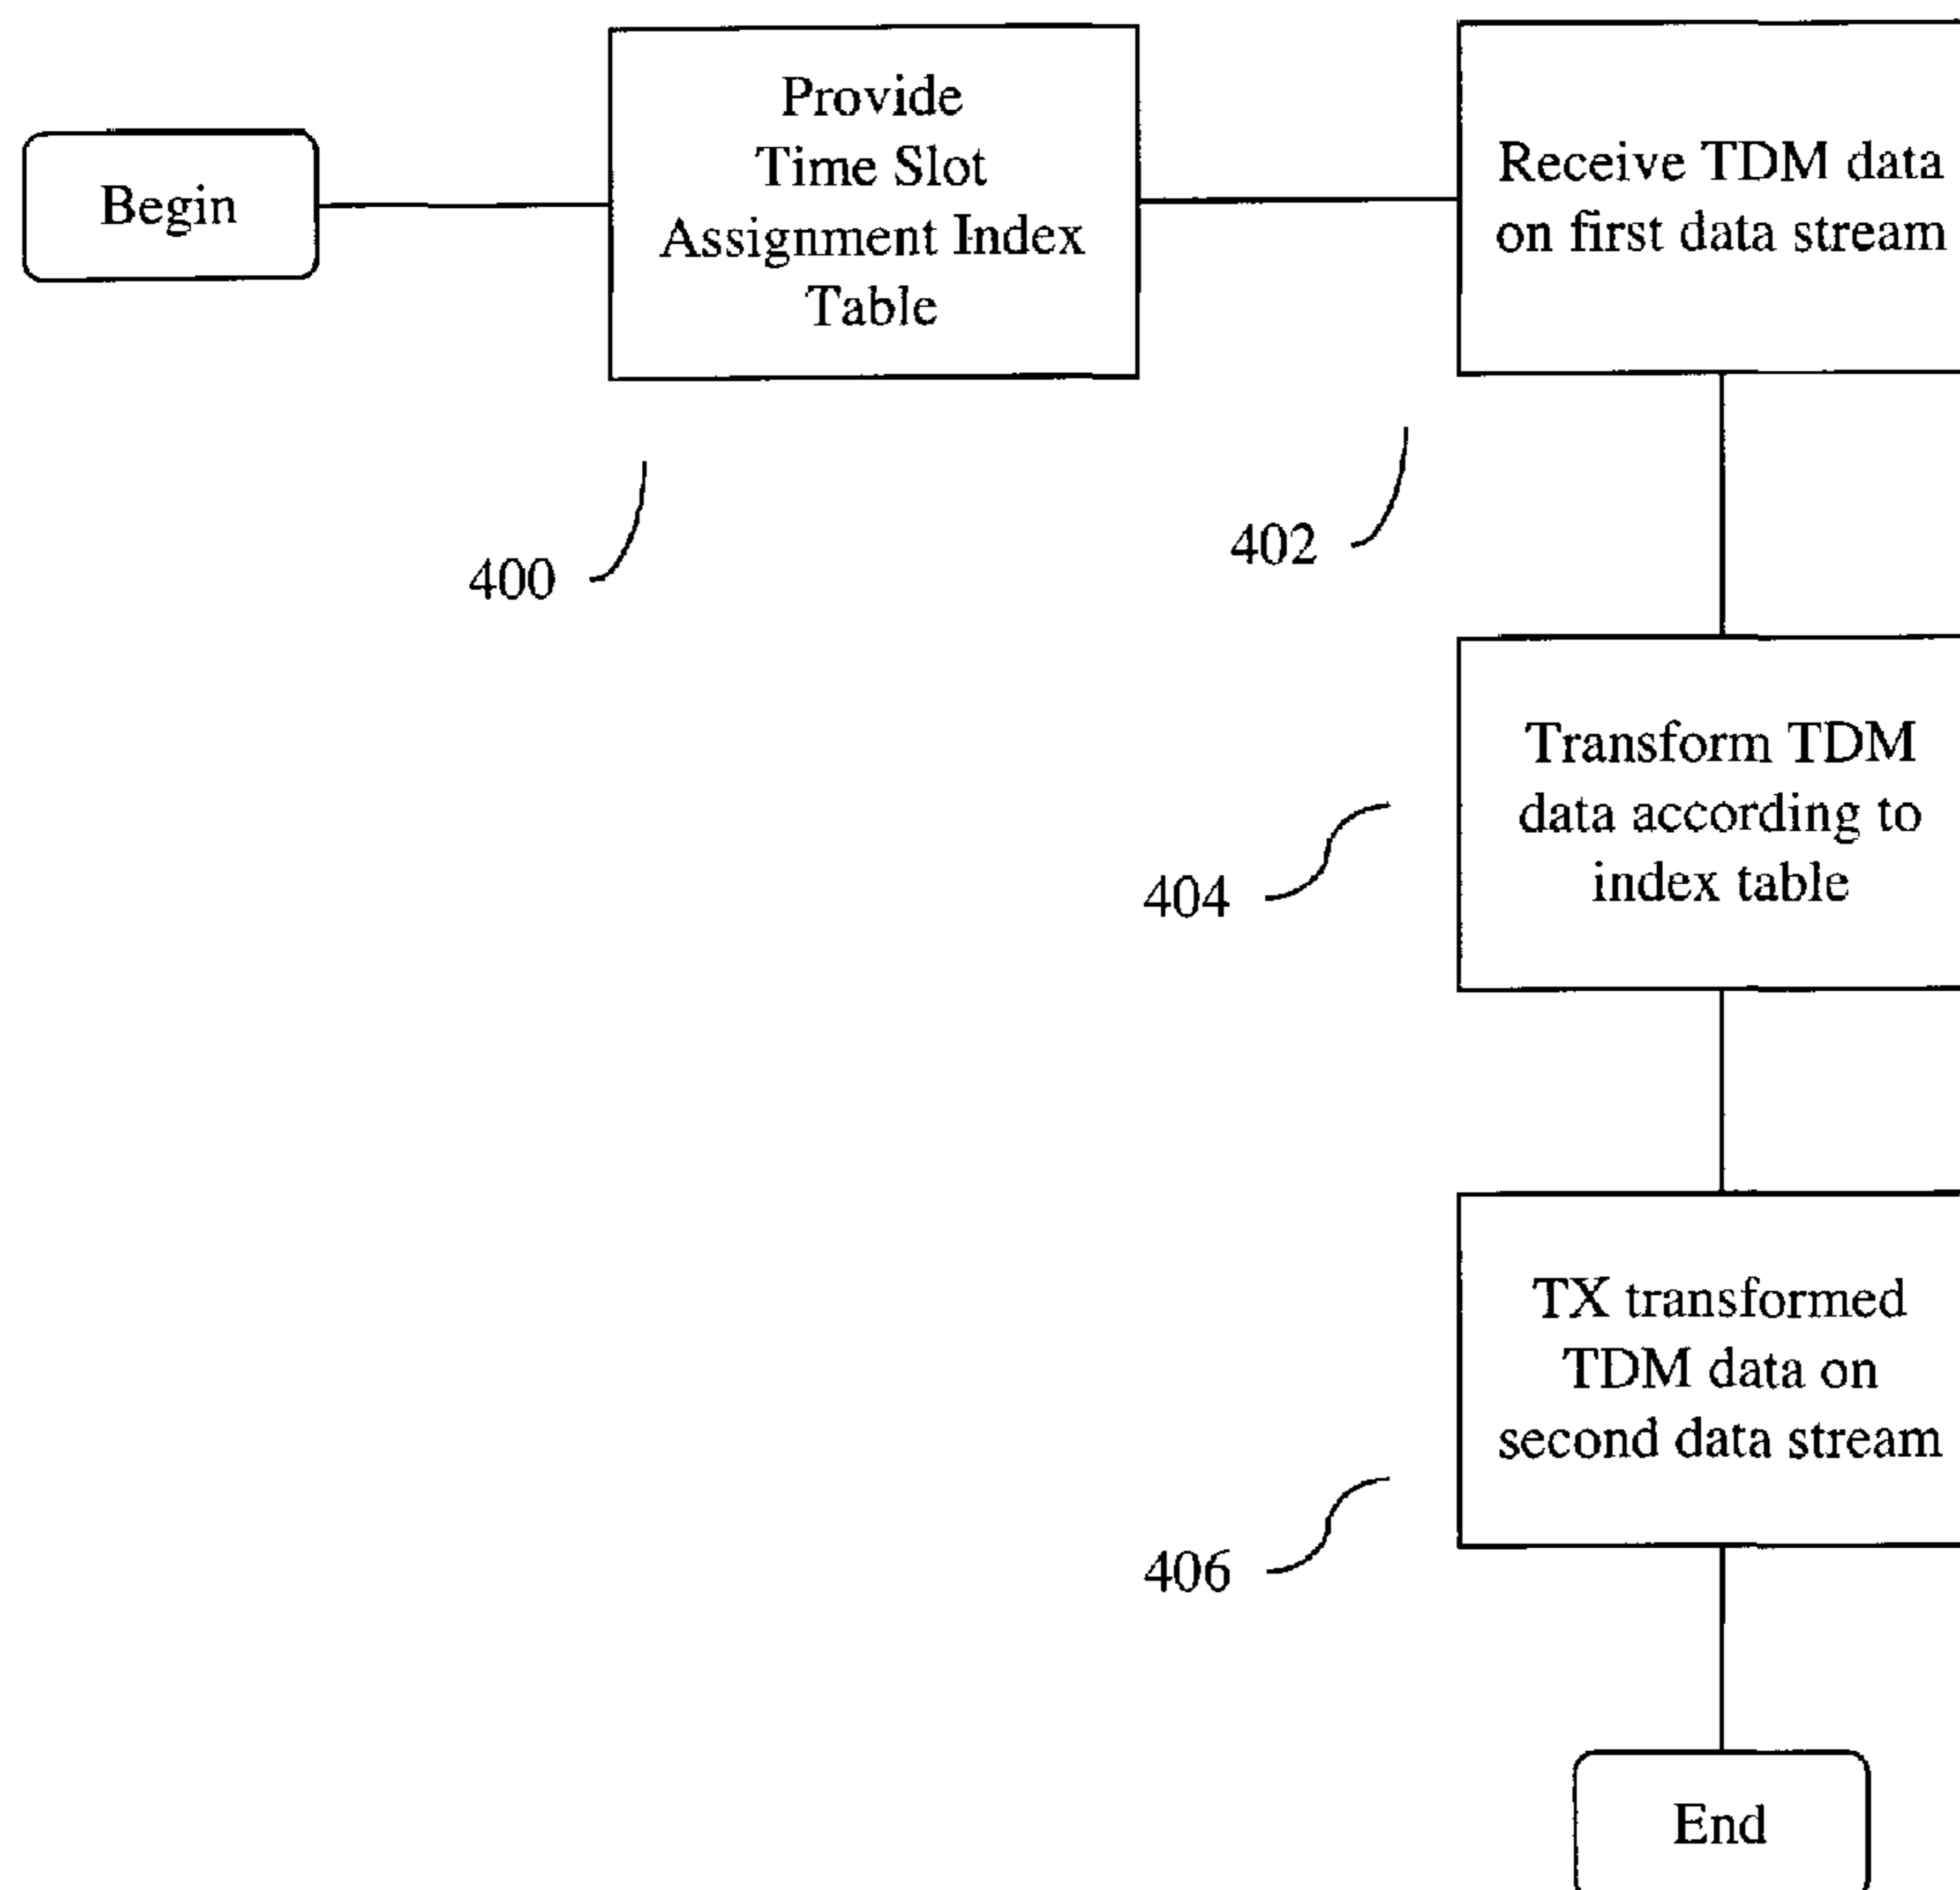 Begin
Provide
Time Slot
Assignment Index
Table
Receive TDM data
on first data stream
400
402
Transform TDM
data according to
index table
404
TX transformed
TDM data on
second data stream
406
End